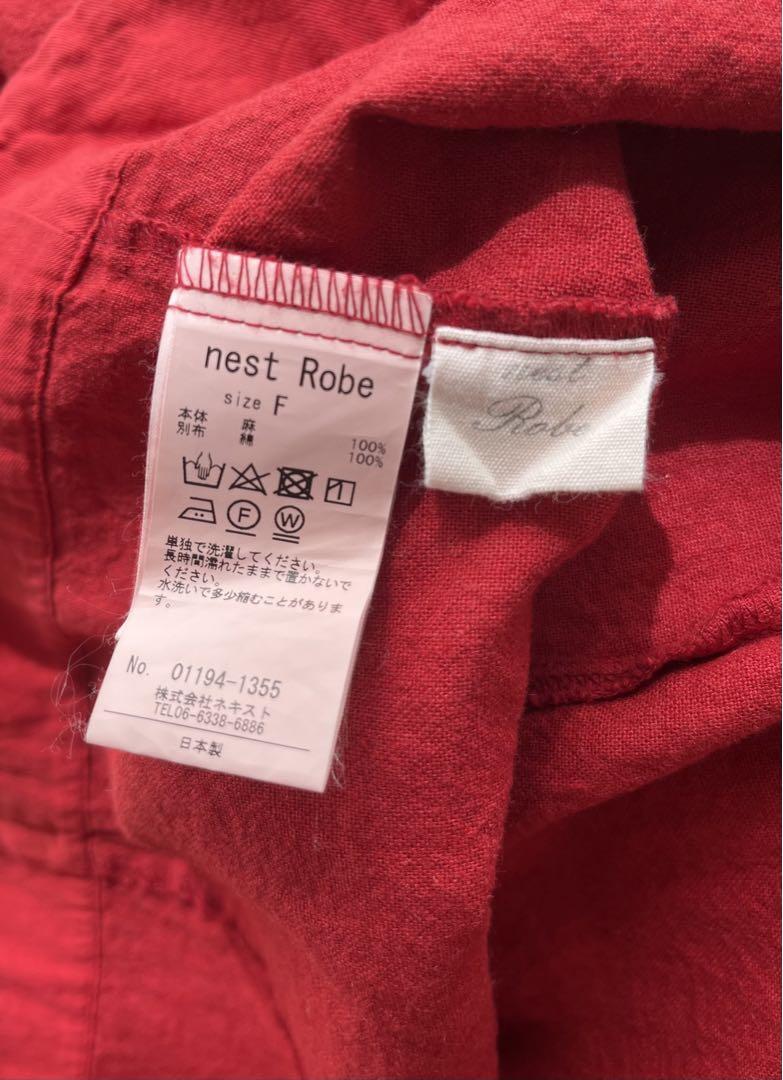 nest Robe
size F
本体 麻 100%
別布 綿 100%
F W
単独で洗濯してください。
長時間濡れたままで置かないで
ください。
水洗いで多少縮むことがありま
す。
No. 01194-1355
株式会社ネキスト
TEL06-6338-6886
日本製
nest
Robe